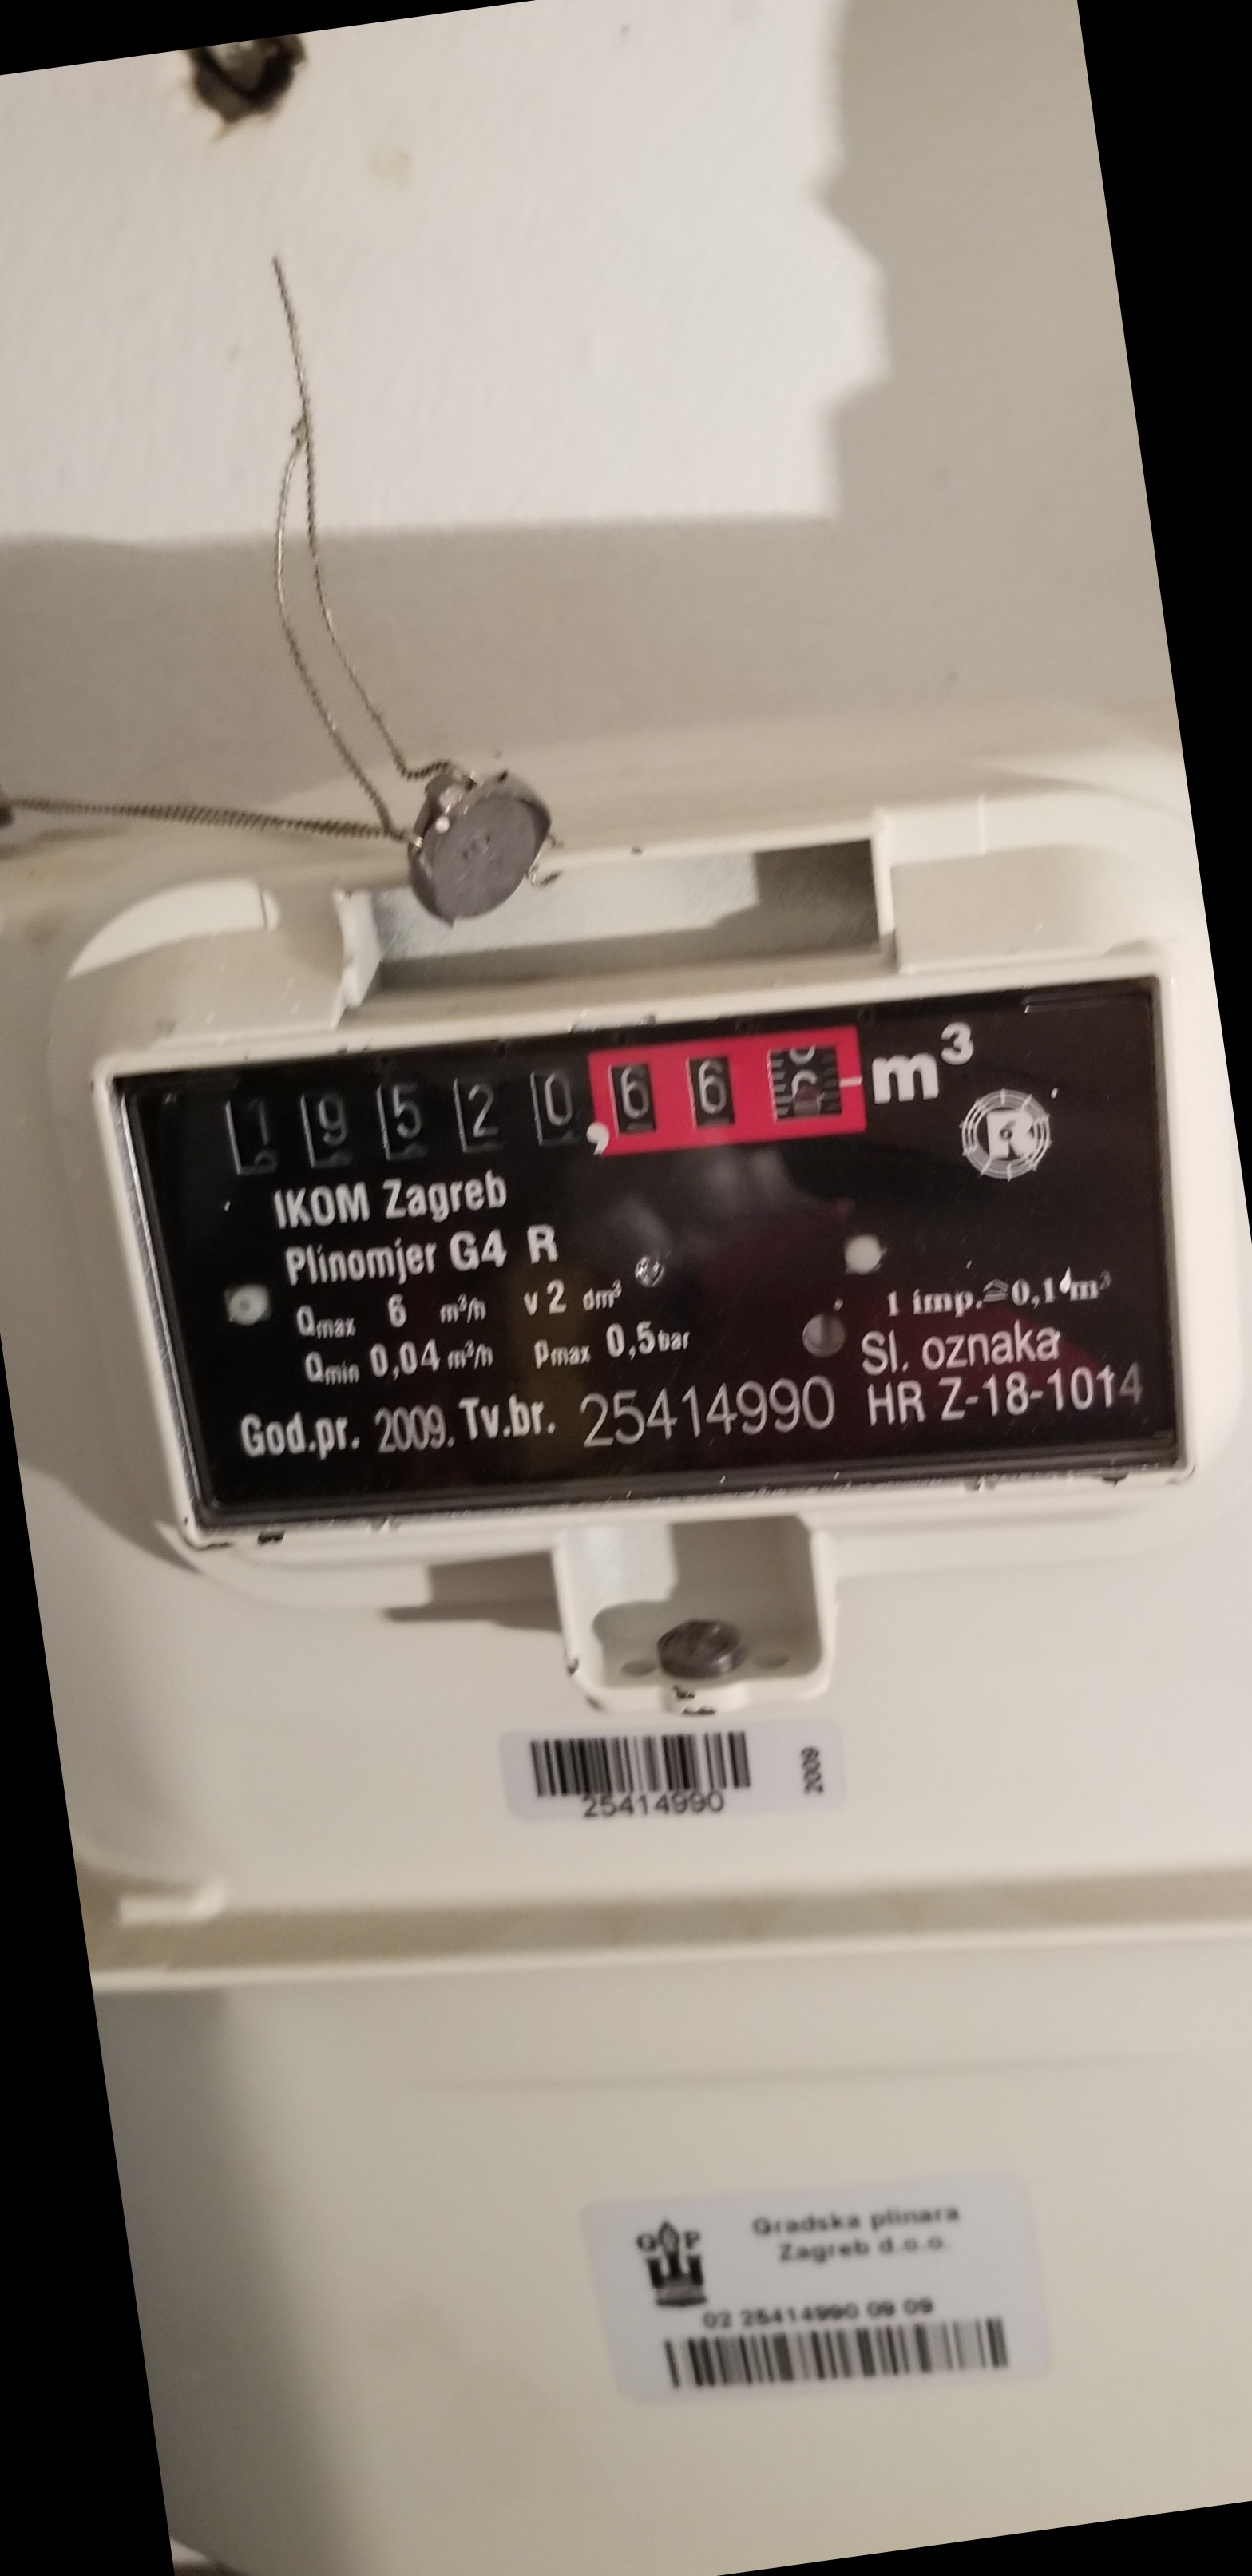 19520,66 m³
IKOM Zagreb
Plinomjer G4 R
Qmax 6 m³/h v 2 dm³
1 imp.≙0,1 m³
Qmin 0,04 m³/h pmax 0,5 bar
Sl. oznaka
God.pr. 2009. Tv.br. 25414990 HR Z-18-1014
25414990
2009
G P
Gradska plinara
Zagreb d.o.o.
02 25414990 09 09